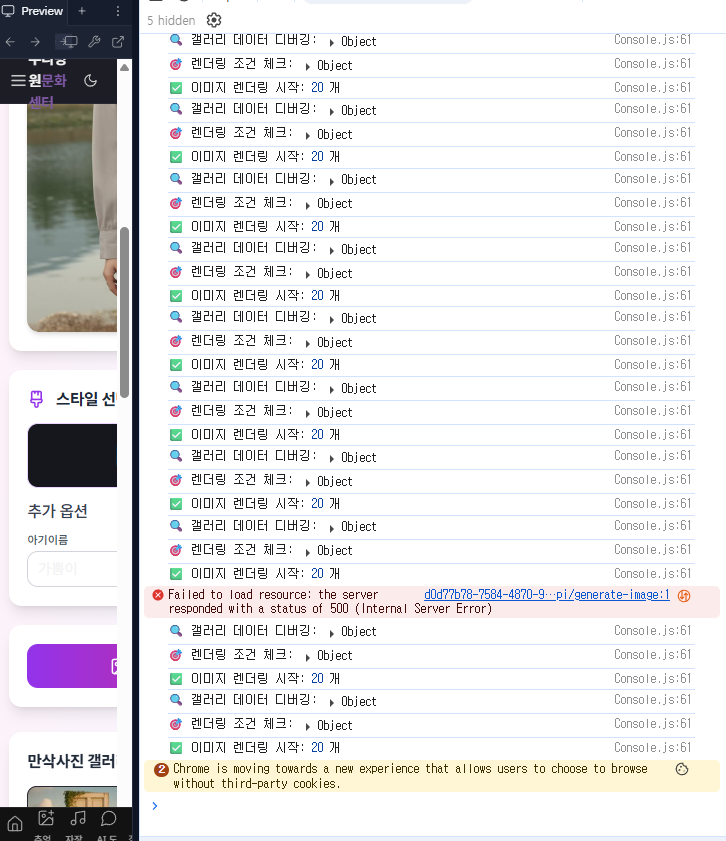 Preview
5 hidden
원문화
센터
스타일 선
추가 옵션
아기이름
가쁨이
만삭사진 갤러
추억
AI 도
갤러리 데이터 디버깅: Object Console.js:61
렌더링 조건 체크: Object Console.js:61
이미지 렌더링 시작: 20 개 Console.js:61
갤러리 데이터 디버깅: Object Console.js:61
렌더링 조건 체크: Object Console.js:61
이미지 렌더링 시작: 20 개 Console.js:61
갤러리 데이터 디버깅: Object Console.js:61
렌더링 조건 체크: Object Console.js:61
이미지 렌더링 시작: 20 개 Console.js:61
갤러리 데이터 디버깅: Object Console.js:61
렌더링 조건 체크: Object Console.js:61
이미지 렌더링 시작: 20 개 Console.js:61
갤러리 데이터 디버깅: Object Console.js:61
렌더링 조건 체크: Object Console.js:61
이미지 렌더링 시작: 20 개 Console.js:61
갤러리 데이터 디버깅: Object Console.js:61
렌더링 조건 체크: Object Console.js:61
이미지 렌더링 시작: 20 개 Console.js:61
갤러리 데이터 디버깅: Object Console.js:61
렌더링 조건 체크: Object Console.js:61
이미지 렌더링 시작: 20 개 Console.js:61
갤러리 데이터 디버깅: Object Console.js:61
렌더링 조건 체크: Object Console.js:61
이미지 렌더링 시작: 20 개 Console.js:61
Failed to load resource: the server d0d77b78-7584-4870-9…pi/generate-image:1
responded with a status of 500 (Internal Server Error)
갤러리 데이터 디버깅: Object Console.js:61
렌더링 조건 체크: Object Console.js:61
이미지 렌더링 시작: 20 개 Console.js:61
갤러리 데이터 디버깅: Object Console.js:61
렌더링 조건 체크: Object Console.js:61
이미지 렌더링 시작: 20 개 Console.js:61
2 Chrome is moving towards a new experience that allows users to choose to browse
without third-party cookies.